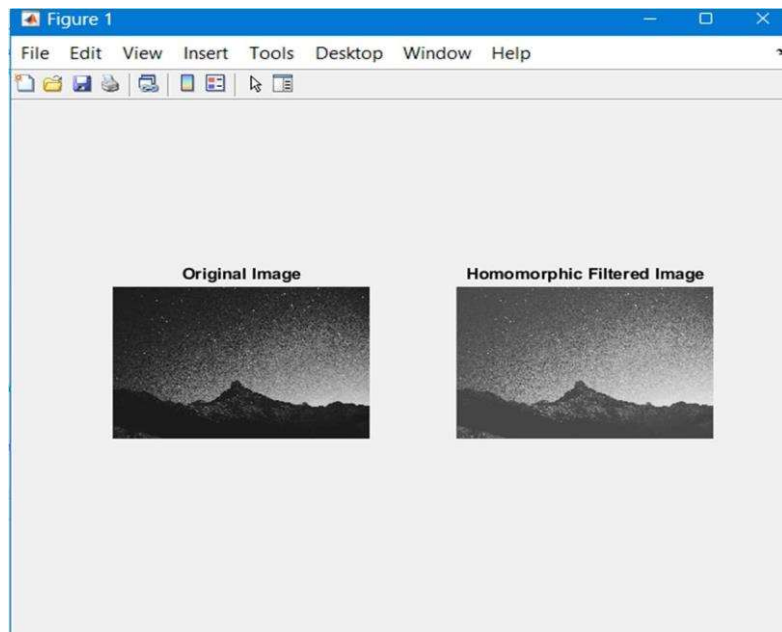 Figure 1
File Edit View Insert Tools Desktop Window Help
Original Image
Homomorphic Filtered Image